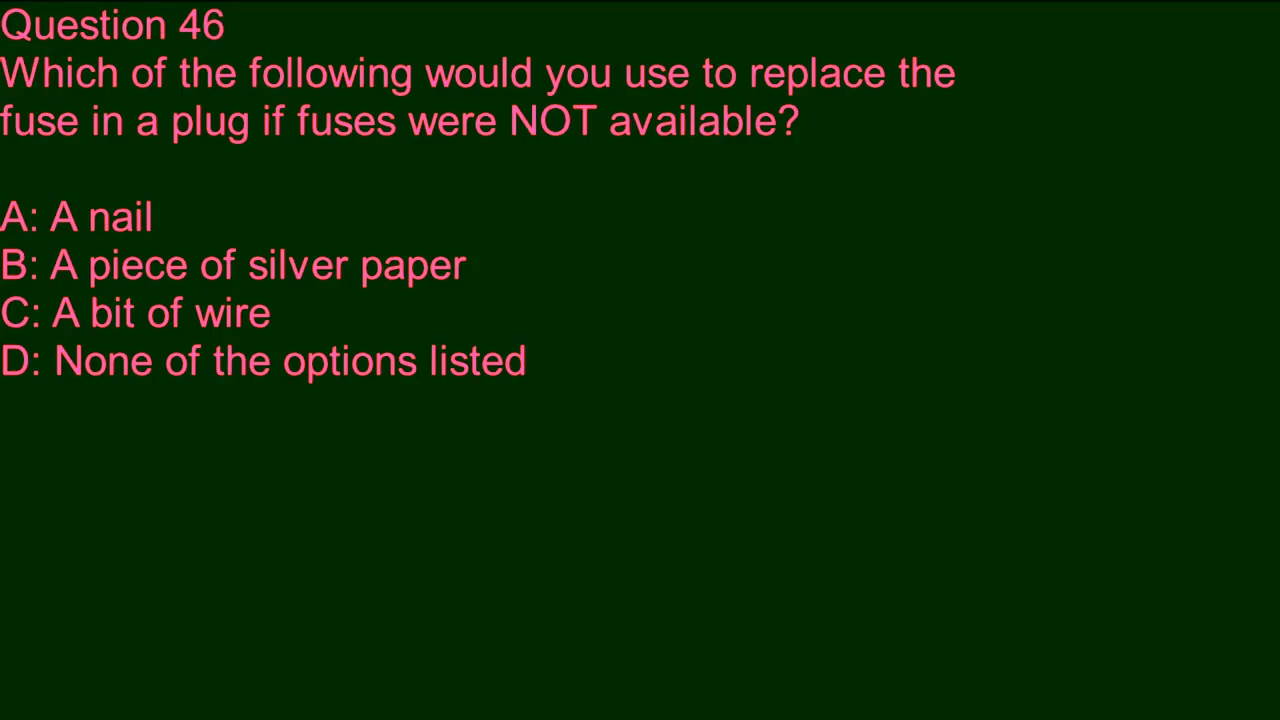 Question 46
Which of the following would you use to replace the
fuse in a plug if fuses were NOT available?
A: A nail
B: A piece of silver paper
C: A bit of wire
D: None of the options listed